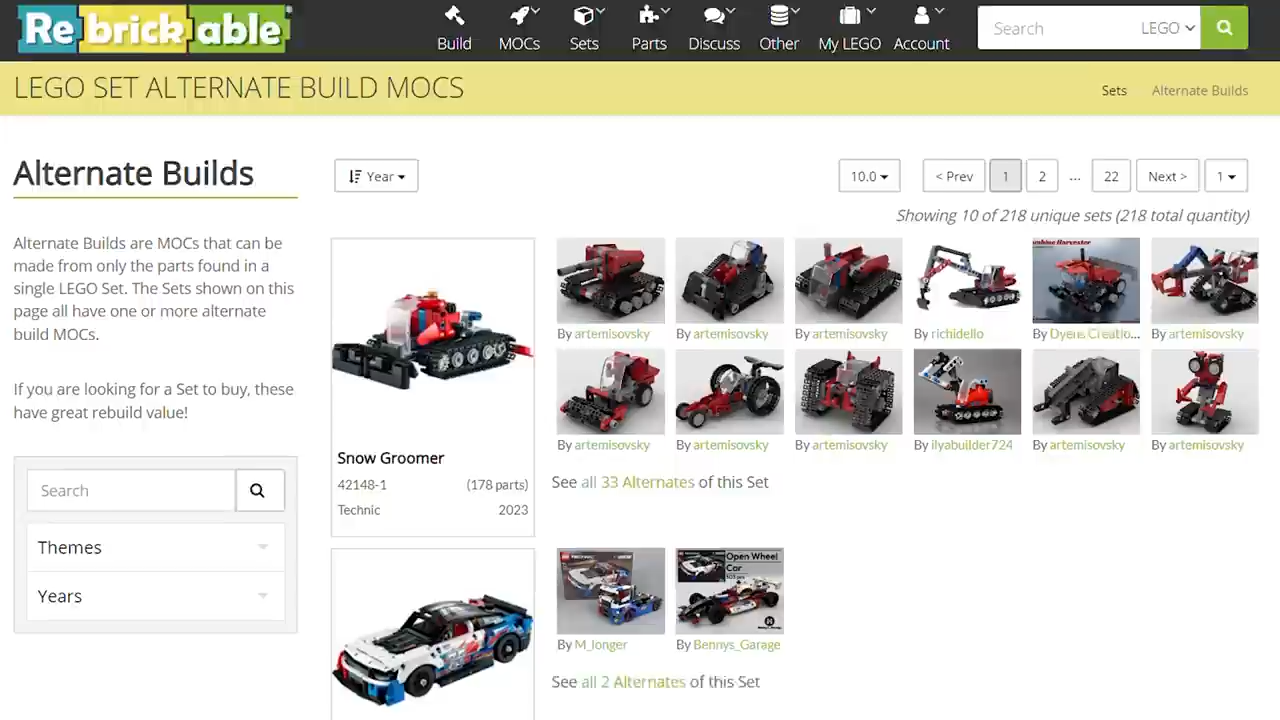 Rebrickable
Build
MOCs
Sets
Parts
Discuss
Other
My LEGO
Account
Search
LEGO
LEGO SET ALTERNATE BUILD MOCS
Sets
Alternate Builds
Alternate Builds
Alternate Builds are MOCs that can be
made from only the parts found in a
single LEGO Set. The Sets shown on this
page all have one or more alternate
build MOCs.
If you are looking for a Set to buy, these
have great rebuild value!
Search
Themes
Years
Year
10.0
< Prev
1
2
...
22
Next >
1
Showing 10 of 218 unique sets (218 total quantity)
Snow Groomer
42148-1
(178 parts)
Technic
2023
By artemisovsky
By artemisovsky
By artemisovsky
By richidello
By Dyens Creatio...
By artemisovsky
By artemisovsky
By artemisovsky
By artemisovsky
By ilyabuilder724
By artemisovsky
By artemisovsky
See all 33 Alternates of this Set
Open Wheel
Car
By M_longer
By Bennys_Garage
See all 2 Alternates of this Set